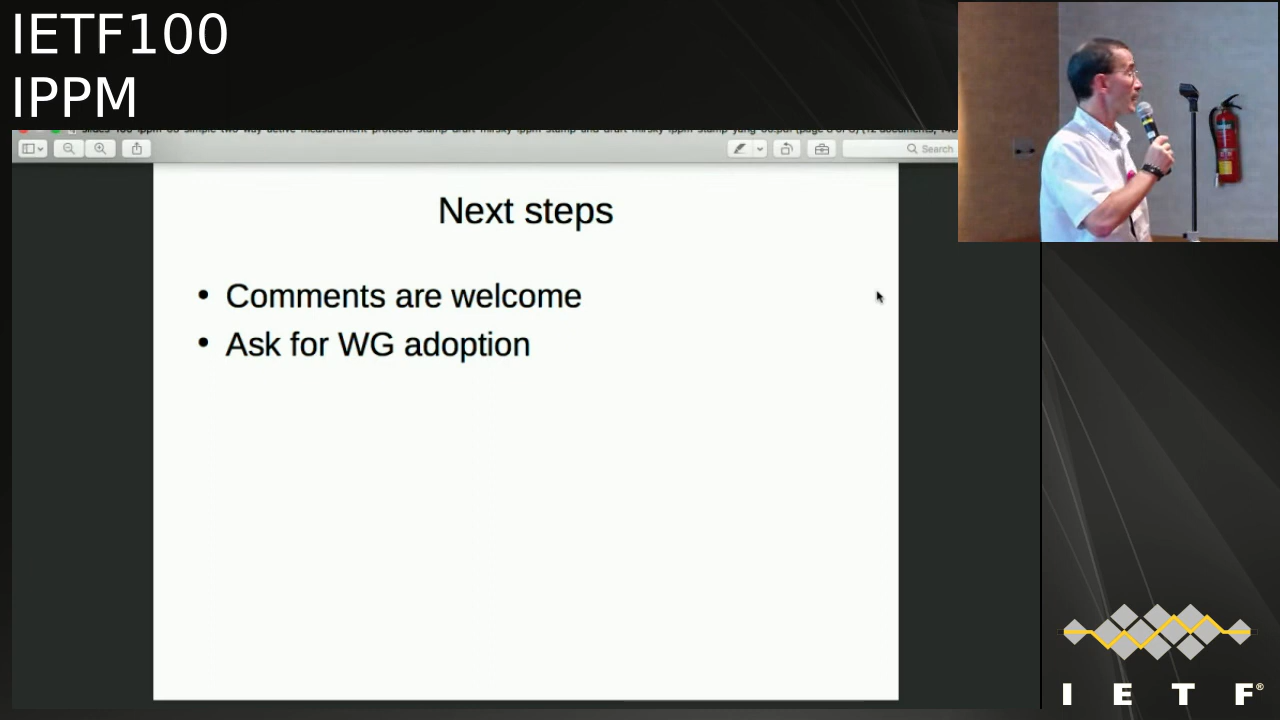 IETF100
IPPM
Search
Next steps
• Comments are welcome
• Ask for WG adoption
I E T F®